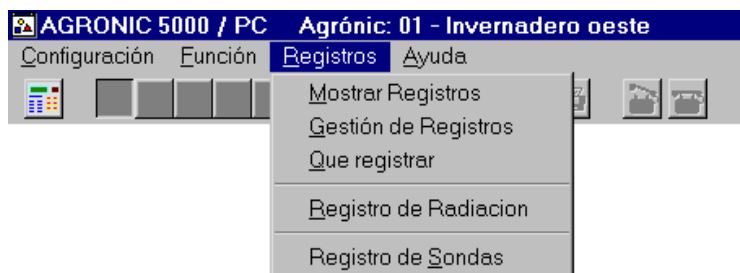 AGRONIC 5000 / PC Agrónic: 01 - Invernadero oeste
Configuración Función Registros Ayuda
Mostrar Registros
Gestión de Registros
Que registrar
Registro de Radiacion
Registro de Sondas